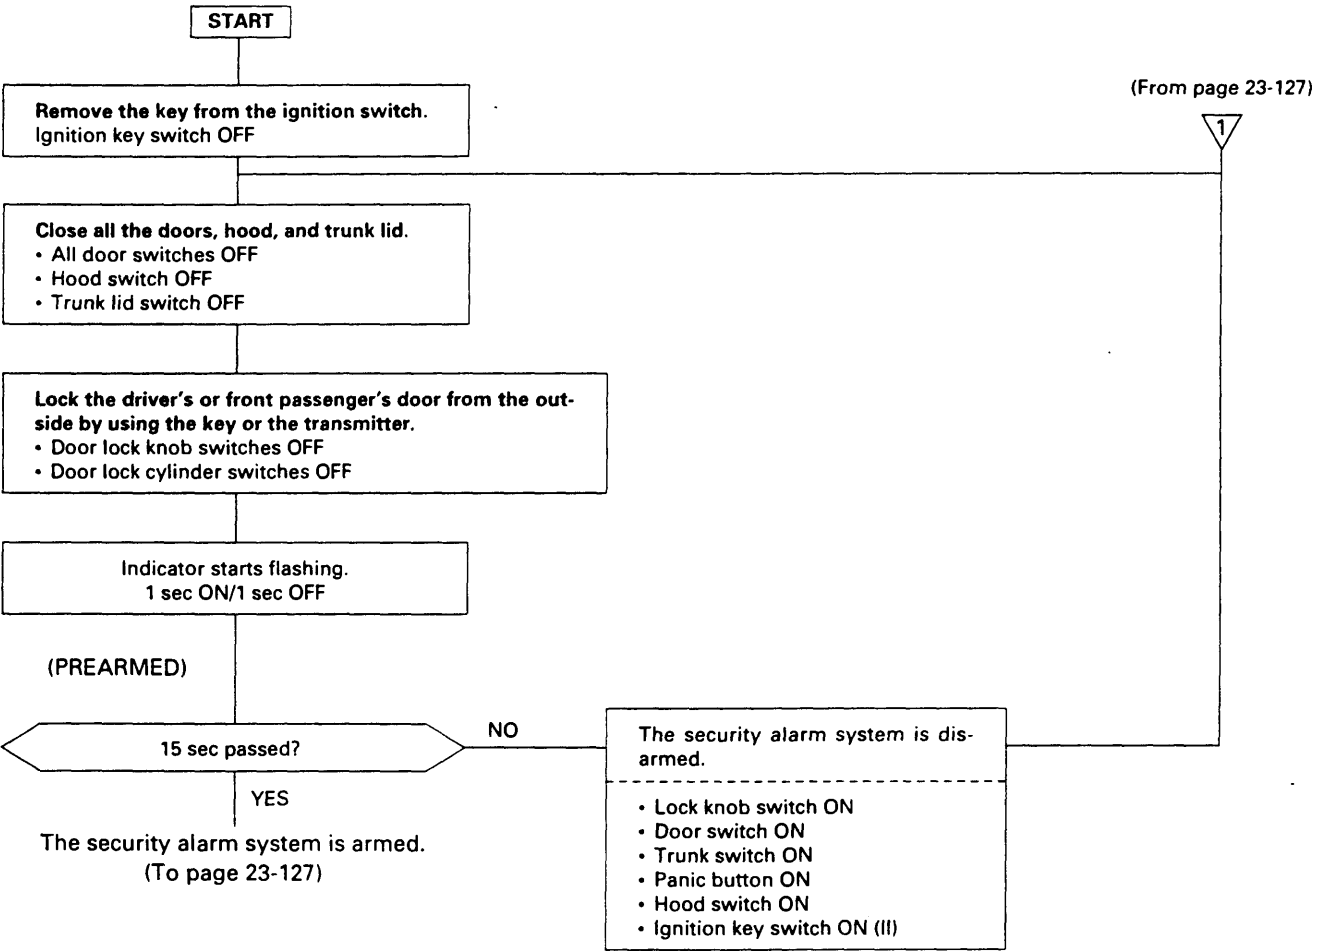 START
Remove the key from the ignition switch.
Ignition key switch OFF
(From page 23-127)
1
Close all the doors, hood, and trunk lid.
• All door switches OFF
• Hood switch OFF
• Trunk lid switch OFF
Lock the driver's or front passenger's door from the out-
side by using the key or the transmitter.
• Door lock knob switches OFF
• Door lock cylinder switches OFF
Indicator starts flashing.
1 sec ON/1 sec OFF
(PREARMED)
15 sec passed?
NO
YES
The security alarm system is armed.
(To page 23-127)
The security alarm system is dis-
armed.
• Lock knob switch ON
• Door switch ON
• Trunk switch ON
• Panic button ON
• Hood switch ON
• Ignition key switch ON (II)